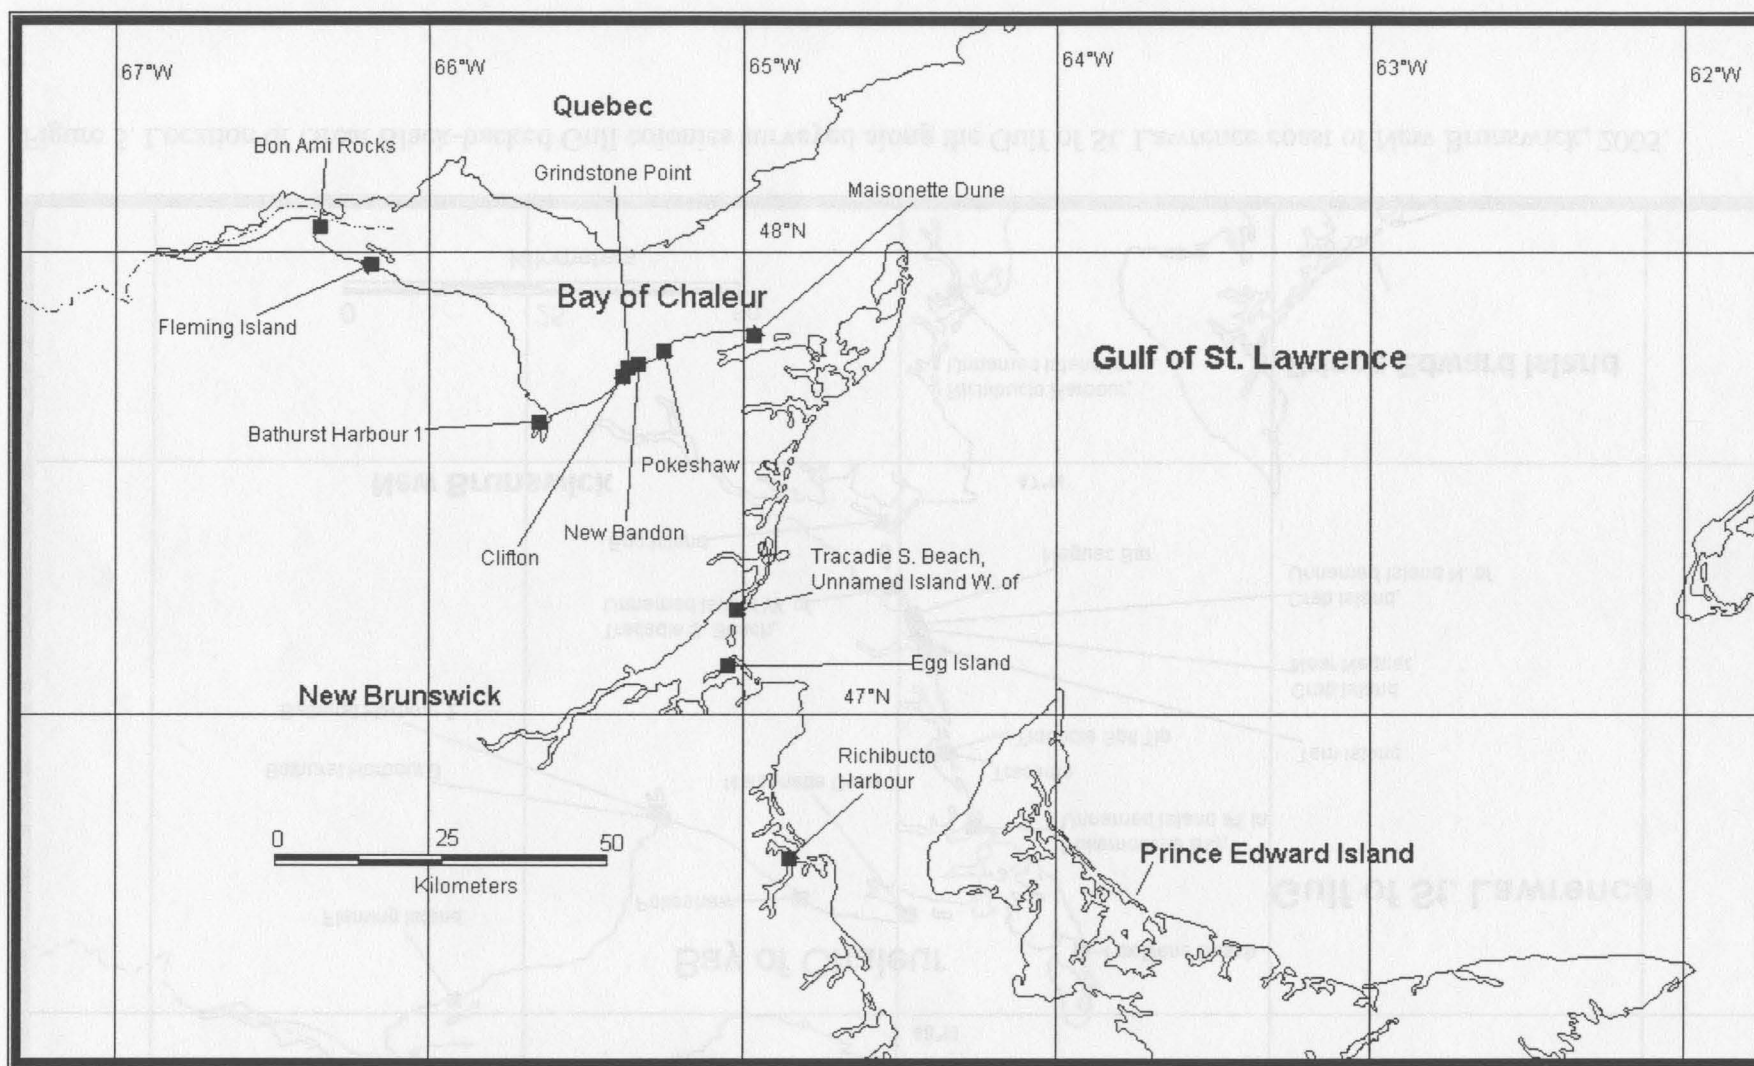 67°W
66°W
65°W
64°W
63°W
62°W
Quebec
Bon Ami Rocks
Grindstone Point
Maisonette Dune
48°N
Fleming Island
Bay of Chaleur
Gulf of St. Lawrence
Bathurst Harbour 1
Pokeshaw
New Bandon
Clifton
Tracadie S. Beach,
Unnamed Island W. of
Egg Island
New Brunswick
47°N
Richibucto
Harbour
0 25 50
Kilometers
Prince Edward Island